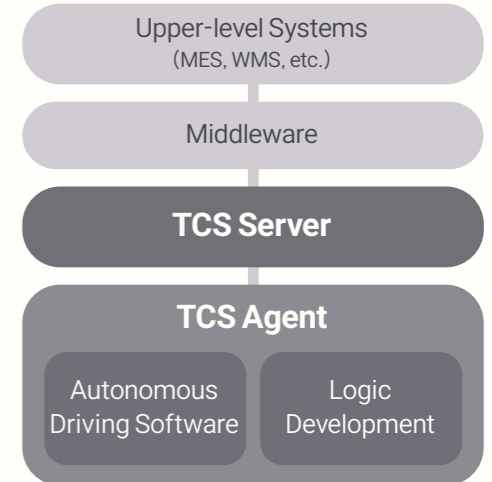 Upper-level Systems
(MES, WMS, etc.)
Middleware
TCS Server
TCS Agent
Autonomous
Driving Software
Logic
Development